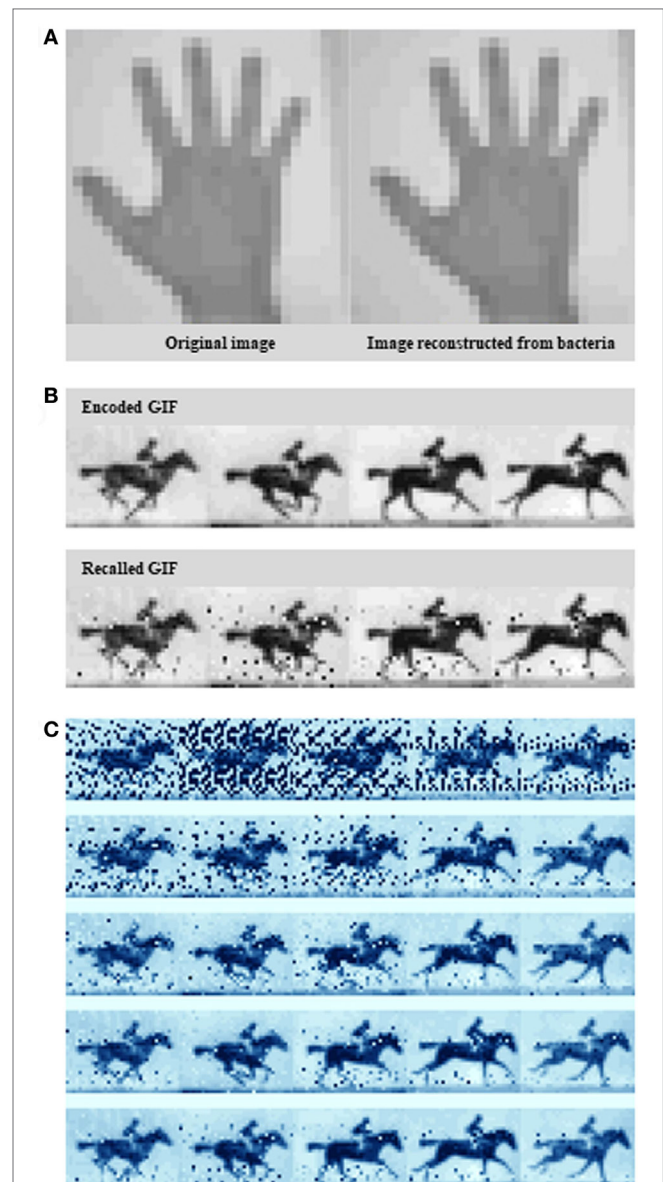 A
Original image
Image reconstructed from bacteria
B
Encoded GIF
Recalled GIF
C